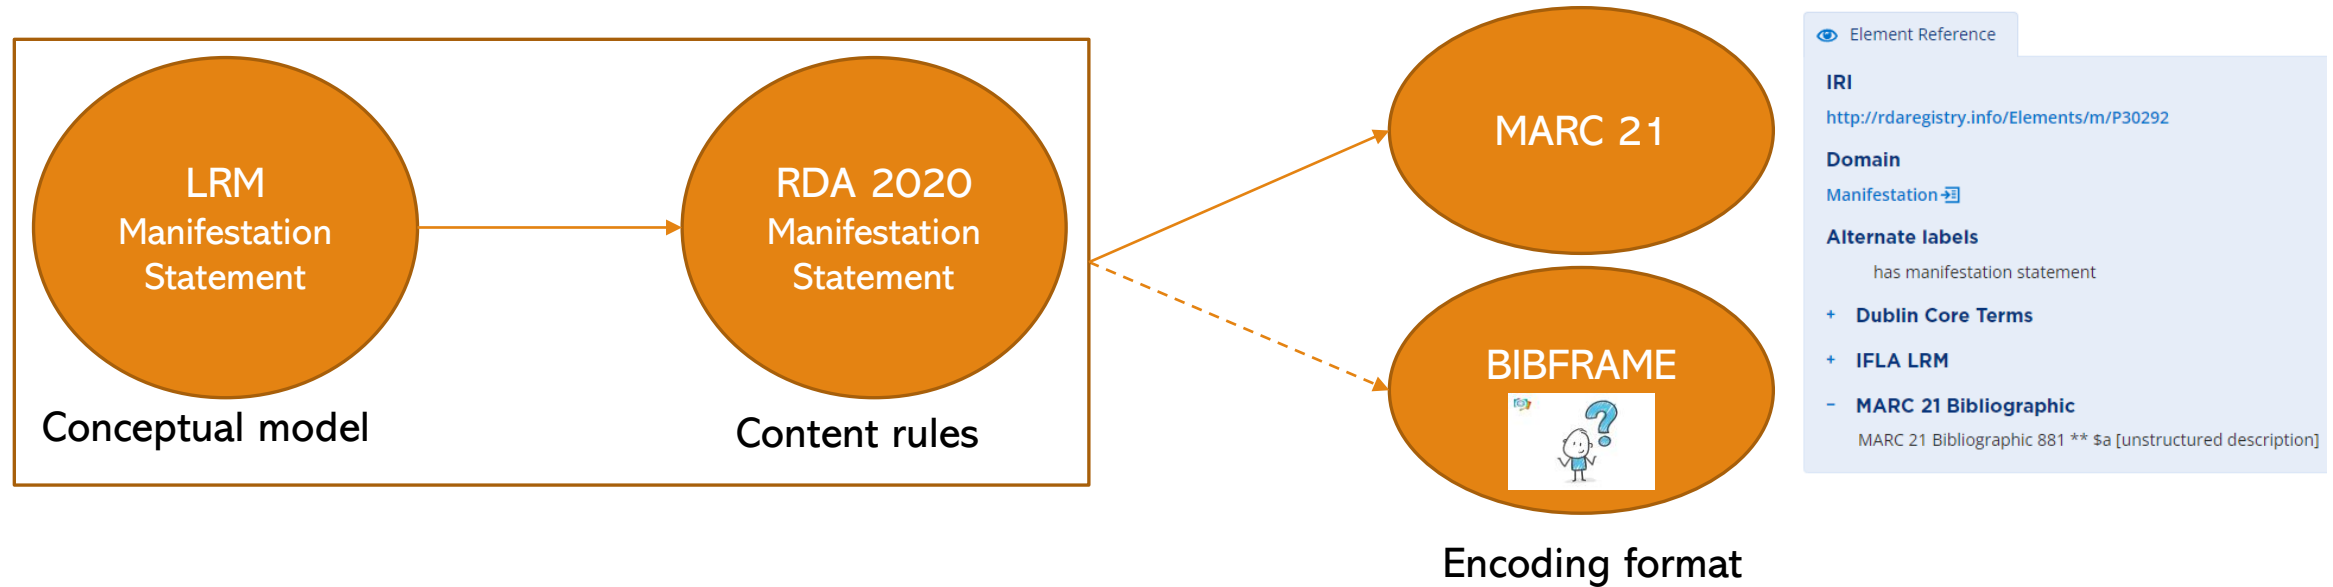 LRM
Manifestation
Statement
Conceptual model
RDA 2020
Manifestation
Statement
Content rules
MARC 21
BIBFRAME
?
Encoding format
Element Reference
IRI
http://rdaregistry.info/Elements/m/P30292
Domain
Manifestation
Alternate labels
has manifestation statement
+ Dublin Core Terms
+ IFLA LRM
- MARC 21 Bibliographic
MARC 21 Bibliographic 881 ** $a [unstructured description]